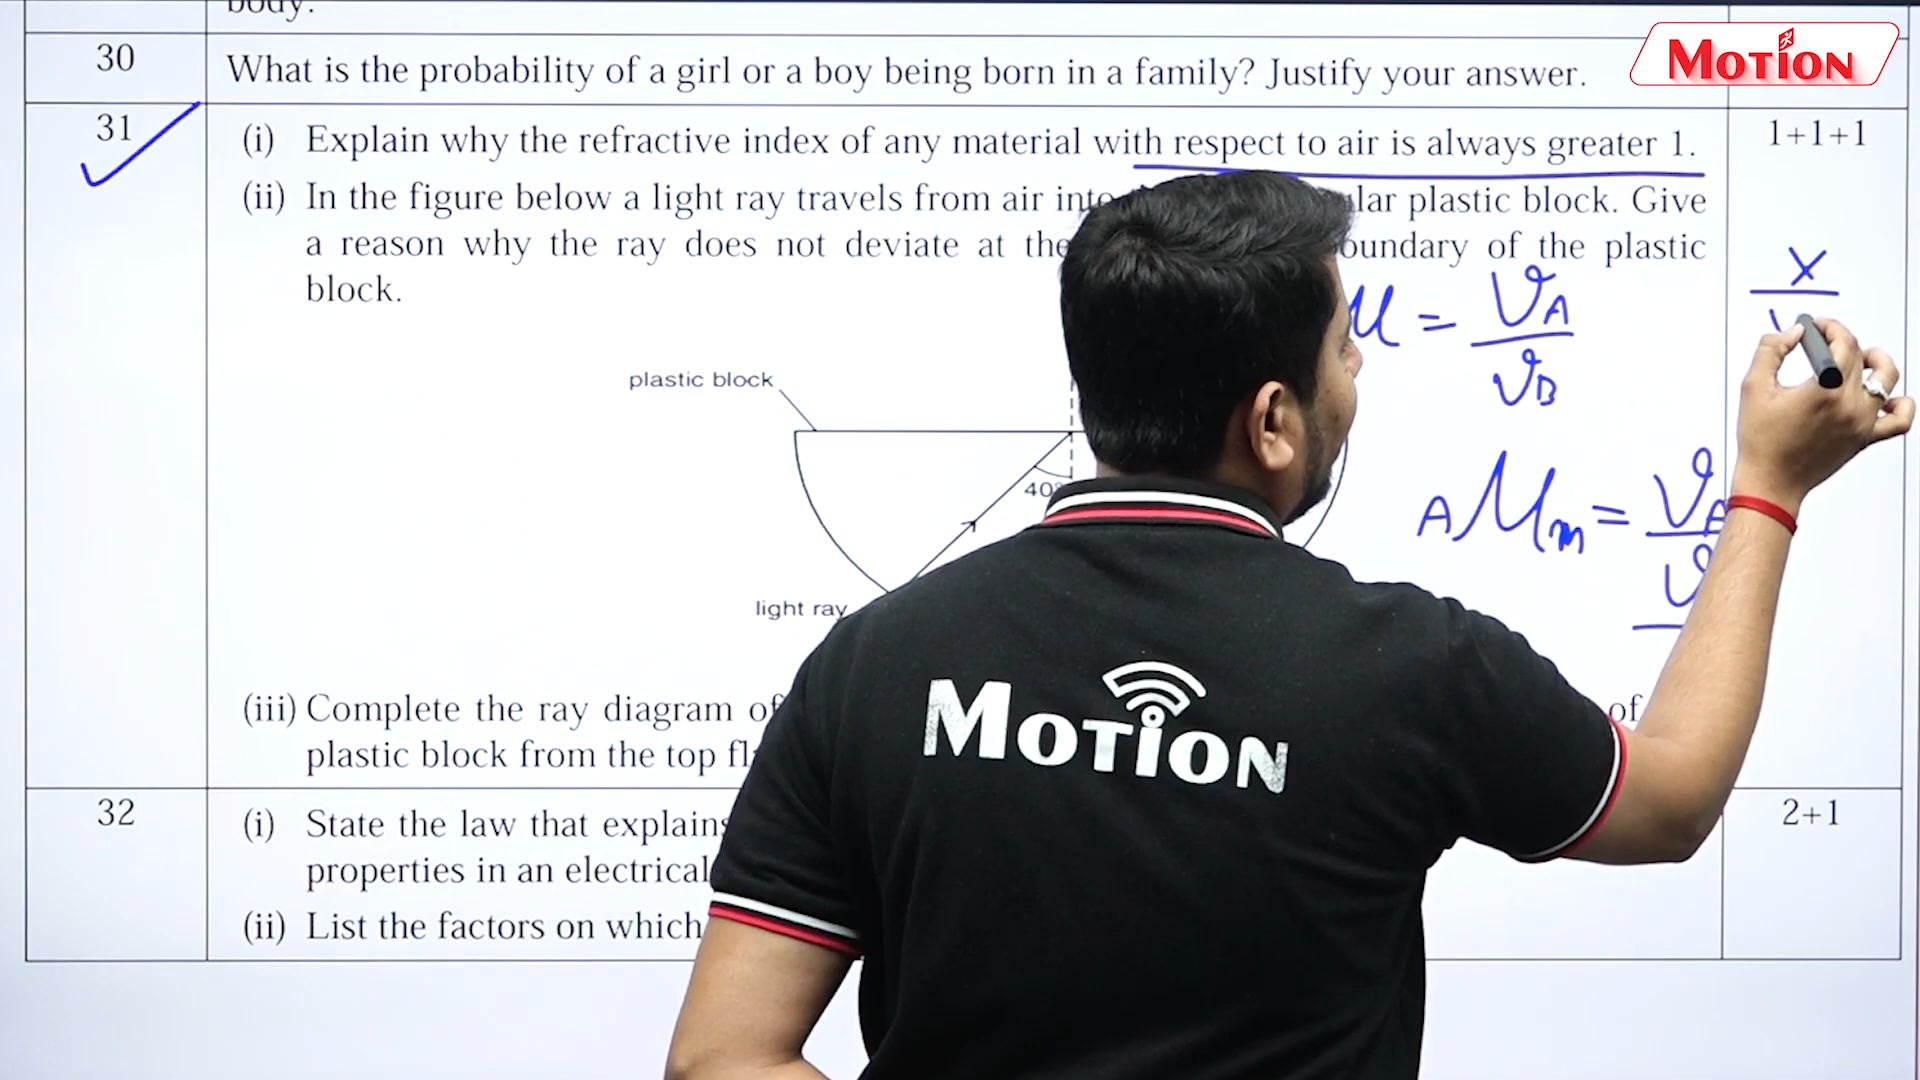 body.
MOTION
30
What is the probability of a girl or a boy being born in a family? Justify your answer.
31
(i) Explain why the refractive index of any material with respect to air is always greater 1.
1+1+1
(ii) In the figure below a light ray travels from air into lar plastic block. Give
a reason why the ray does not deviate at the oundary of the plastic
block.
μ = vA / vB
x
plastic block
40°
AμM = vA
light ray
(iii) Complete the ray diagram of of
plastic block from the top
32
(i) State the law that explains
2+1
properties in an electrical
(ii) List the factors on which
MOTION